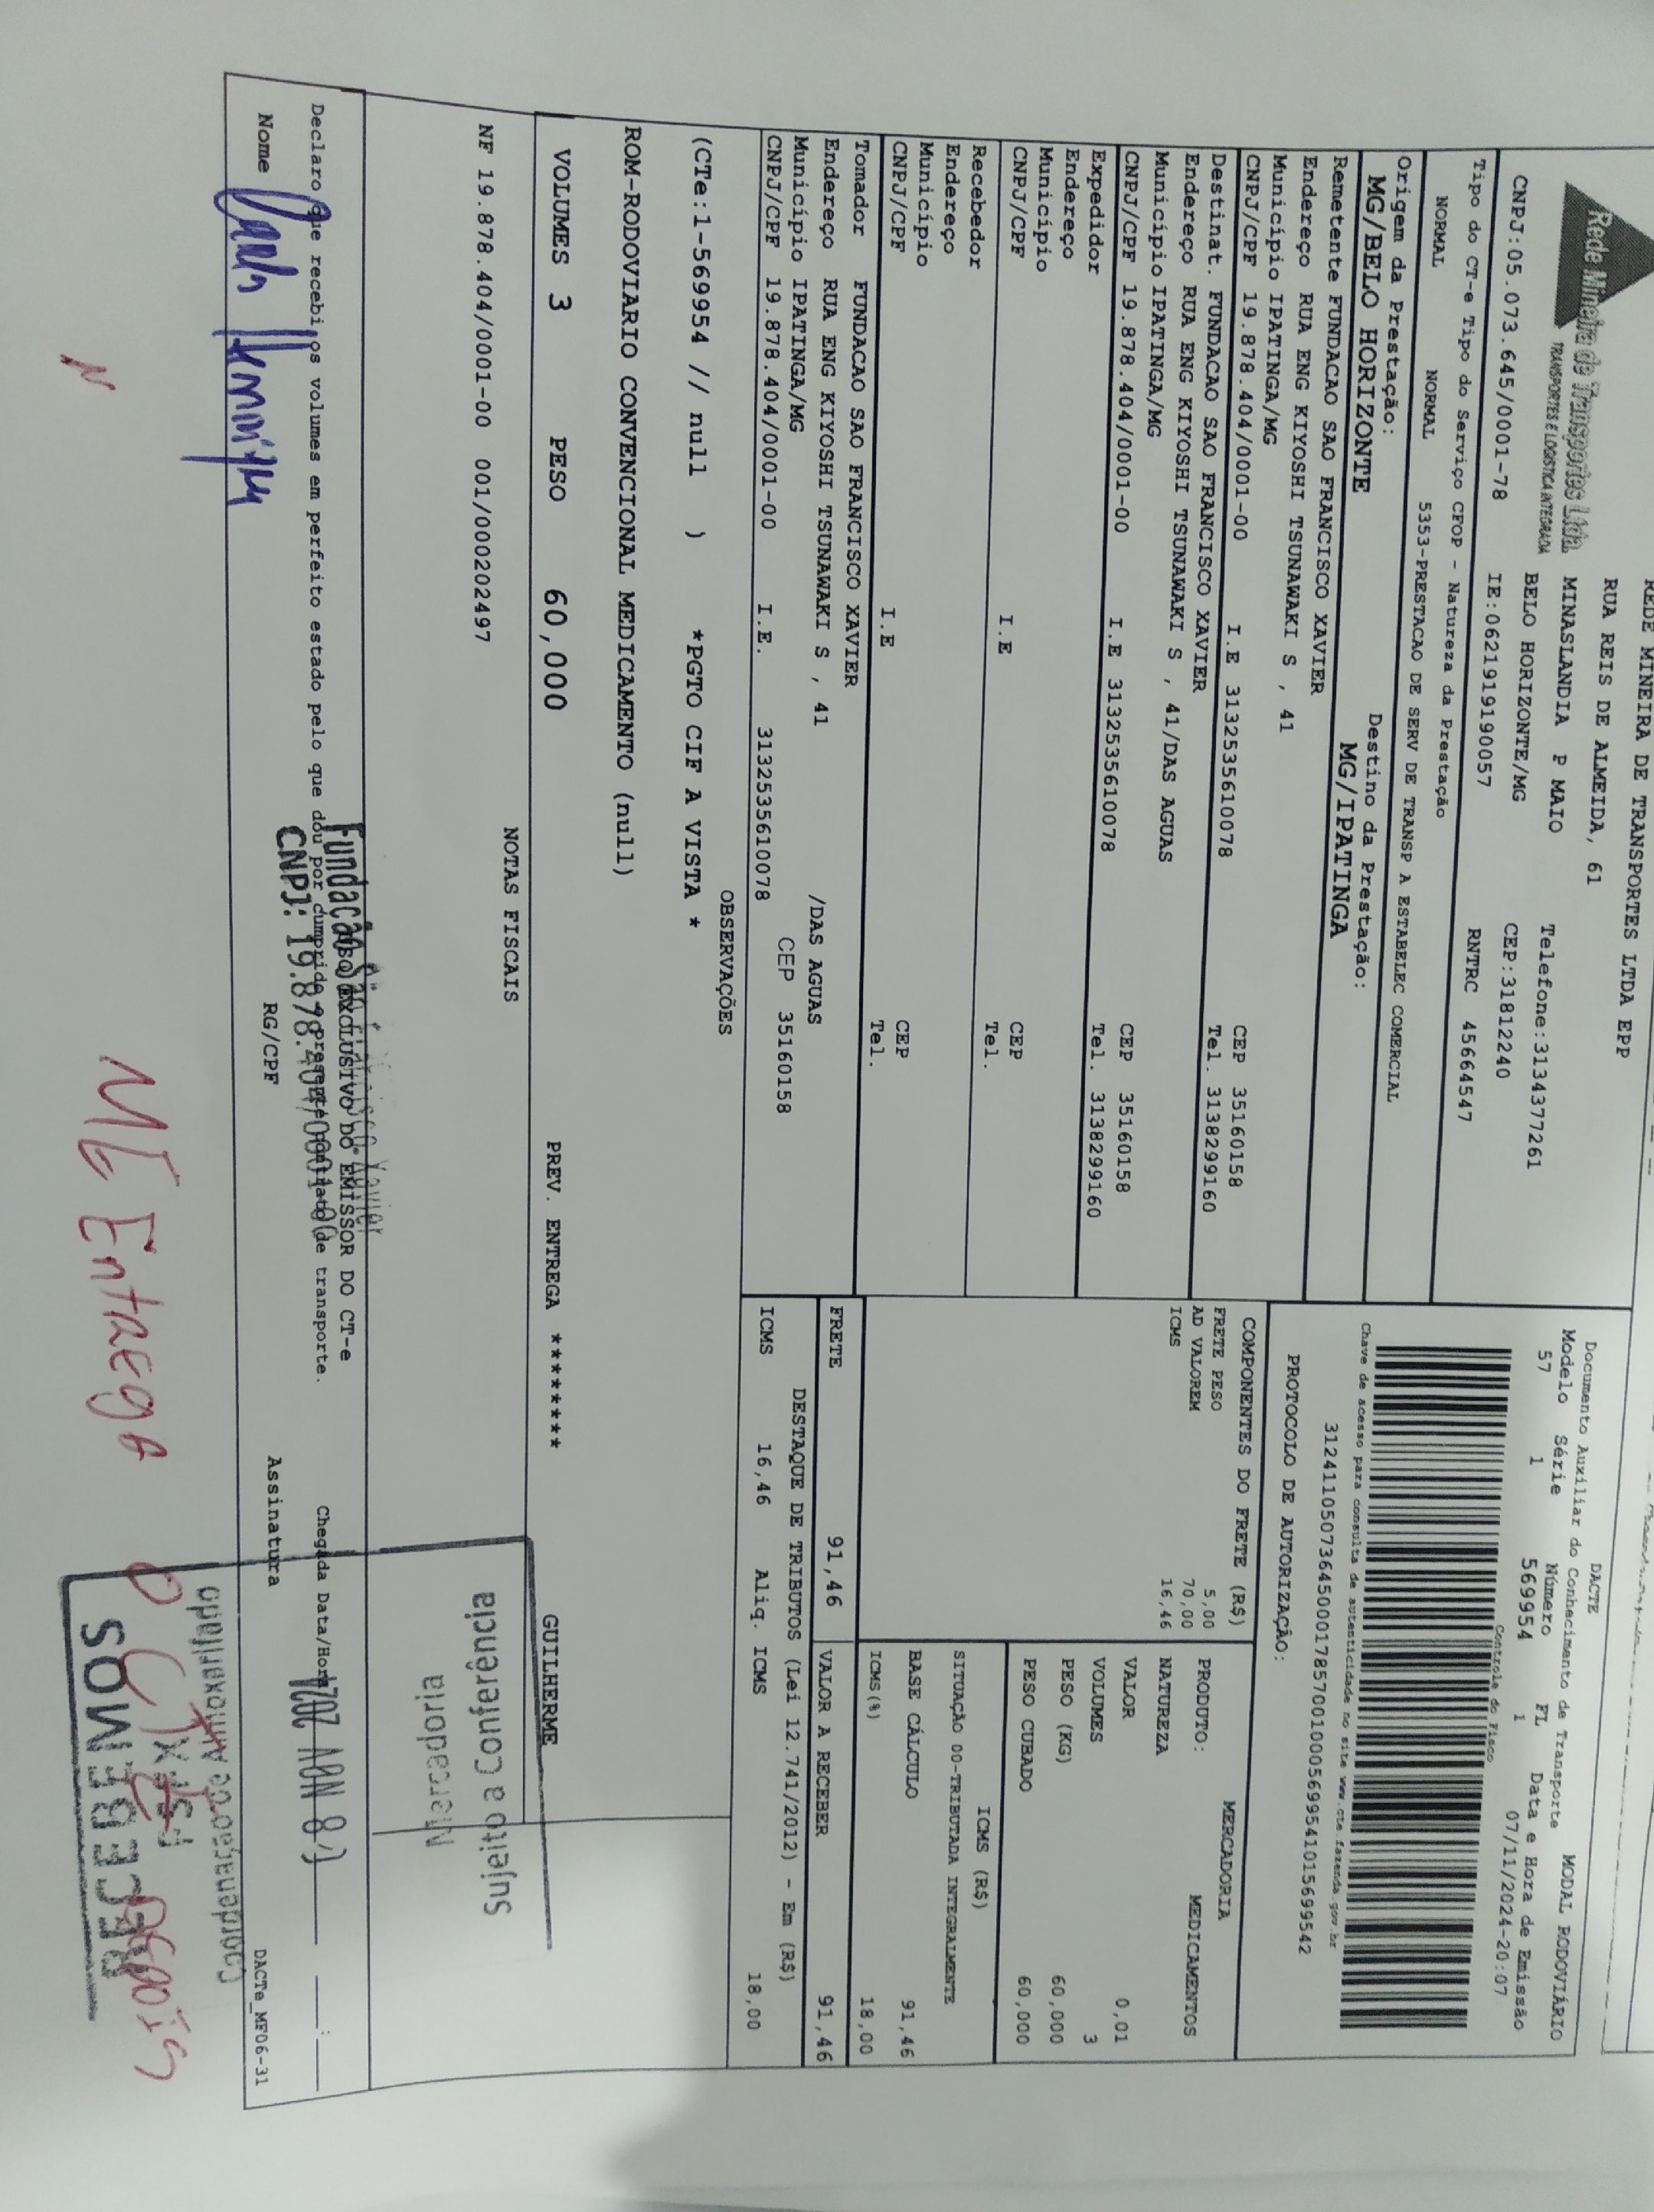 REDE MINEIRA DE TRANSPORTES LTDA EPP
RUA REIS DE ALMEIDA, 61
MINASLANDIA P MAIO
BELO HORIZONTE/MG
Telefone:3134377261
CEP:31812240
Rede Mineira de Transportes Ltda.
TRANSPORTES E LOGISTICA INTEGRADA
CNPJ:05.073.645/0001-78
IE:0621919190057
RNTRC 45664547
Tipo do CT-e Tipo do Serviço CFOP - Natureza da Prestação
NORMAL NORMAL 5353-PRESTACAO DE SERV DE TRANSP A ESTABELEC COMERCIAL
Origem da Prestação: Destino da Prestação:
MG/BELO HORIZONTE MG/IPATINGA
Remetente FUNDACAO SAO FRANCISCO XAVIER
Endereço RUA ENG KIYOSHI TSUNAWAKI S , 41
Município IPATINGA/MG CEP 35160158
CNPJ/CPF 19.878.404/0001-00 I.E 3132535610078 Tel. 3138299160
Destinat. FUNDACAO SAO FRANCISCO XAVIER
Endereço RUA ENG KIYOSHI TSUNAWAKI S , 41/DAS AGUAS
Município IPATINGA/MG CEP 35160158
CNPJ/CPF 19.878.404/0001-00 I.E 3132535610078 Tel. 3138299160
Expedidor
Endereço
Município CEP
CNPJ/CPF I.E Tel.
Recebedor
Endereço
Município CEP
CNPJ/CPF I.E Tel.
Tomador FUNDACAO SAO FRANCISCO XAVIER
Endereço RUA ENG KIYOSHI TSUNAWAKI S , 41 /DAS AGUAS
Município IPATINGA/MG CEP 35160158
CNPJ/CPF 19.878.404/0001-00 I.E. 3132535610078
DACTE
Documento Auxiliar do Conhecimento de Transporte MODAL RODOVIÁRIO
Modelo Série Número FL Data e Hora de Emissão
57 1 569954 1 07/11/2024-20:07
Controle do Fisco
Chave de acesso para consulta de autenticidade no site www.cte.fazenda.gov.br
31241105073645000178570010005699541015699542
PROTOCOLO DE AUTORIZAÇÃO:
COMPONENTES DO FRETE (R$)
FRETE PESO 5,00
AD VALOREM 70,00
ICMS 16,46
MERCADORIA
PRODUTO: MEDICAMENTOS
NATUREZA
VALOR 0,01
VOLUMES 3
PESO (KG) 60,000
PESO CUBADO 60,000
ICMS (R$)
SITUAÇÃO 00-TRIBUTADA INTEGRALMENTE
BASE CÁLCULO 91,46
ICMS(%) 18,00
FRETE 91,46 VALOR A RECEBER 91,46
DESTAQUE DE TRIBUTOS (Lei 12.741/2012) - Em (R$)
ICMS 16,46 Aliq. ICMS 18,00
OBSERVAÇÕES
(CTe:1-569954 // null ) *PGTO CIF A VISTA *
ROM-RODOVIARIO CONVENCIONAL MEDICAMENTO (null)
VOLUMES 3 PESO 60,000 PREV. ENTREGA ******** GUILHERME
NOTAS FISCAIS
NF 19.878.404/0001-00 001/000202497
Sujeito a Conferência
Mercadoria
USO EXCLUSIVO DO EMISSOR DO CT-e
Fundação São Francisco Xavier
CNPJ: 19.878.404/0001-00
Declaro que recebi os volumes em perfeito estado pelo que dou por cumprido o presente contrato de transporte.
Chegada Data/Hora
08 NOV 2024
Nome RG/CPF Assinatura
DACTe_MF06-31
Coordenação de Almoxarifado
FSFX
RECEBEMOS
N
ME Entrega
Depois